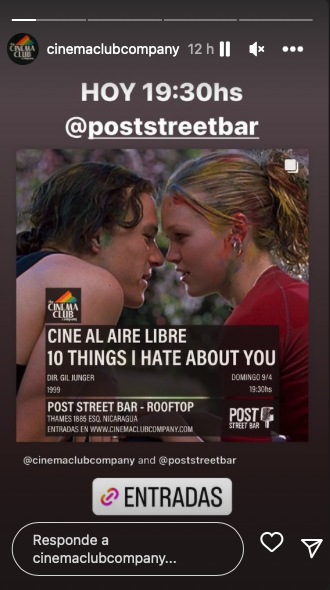 cinemaclubcompany 12 h
HOY 19:30hs
@poststreetbar
CINEMA
CLUB
CINE AL AIRE LIBRE
10 THINGS I HATE ABOUT YOU
DIR. GIL JUNGER
DOMINGO 9/4
1999
19:30hs
POST STREET BAR - ROOFTOP
THAMES 1885 ESQ. NICARAGUA
ENTRADAS EN WWW.CINEMACLUBCOMPANY.COM
POST
STREET BAR
@cinemaclubcompany and @poststreetbar
ENTRADAS
Responde a
cinemaclubcompany...